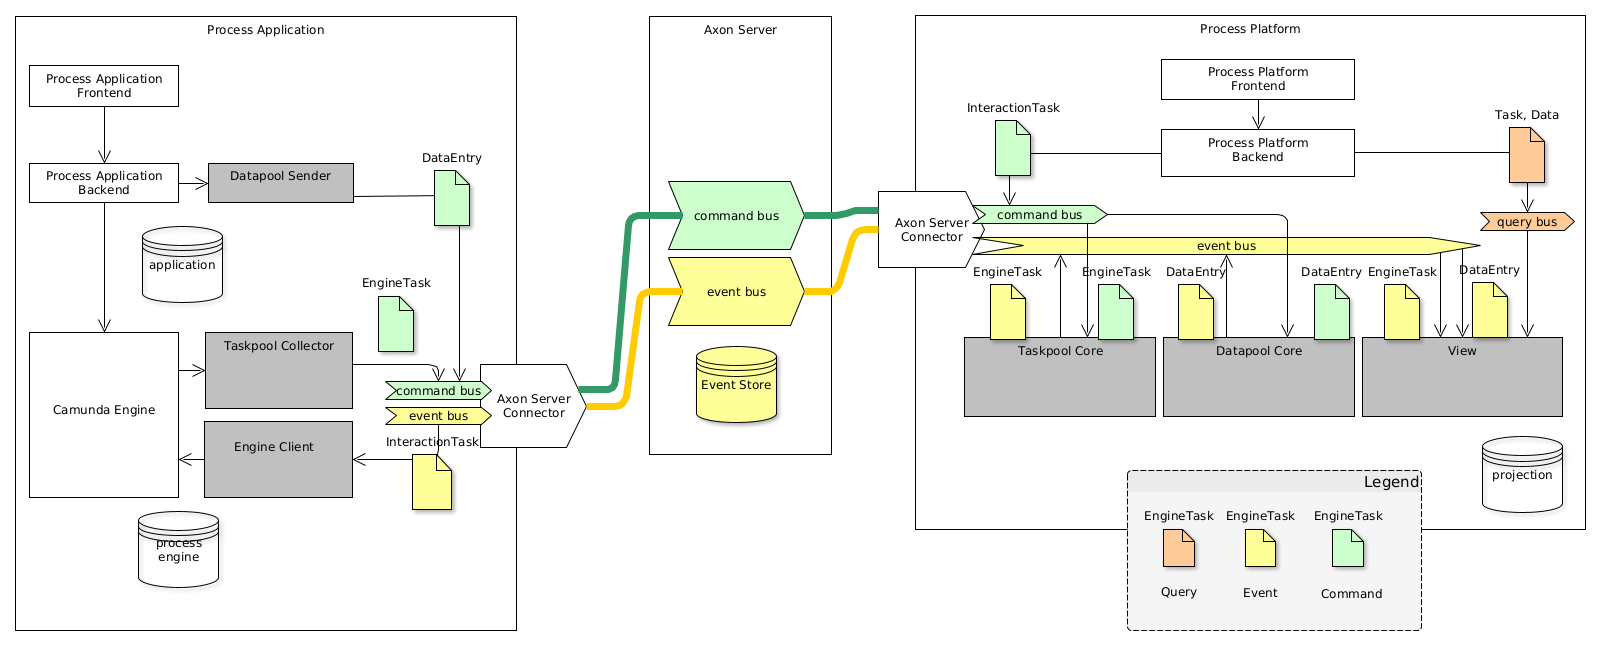 Process Application
Process Application
Frontend
Process Application
Backend
Datapool Sender
DataEntry
application
EngineTask
Taskpool Collector
Camunda Engine
command bus
event bus
Axon Server
Connector
InteractionTask
Engine Client
process
engine
Axon Server
command bus
event bus
Event Store
Process Platform
Process Platform
Frontend
InteractionTask
Process Platform
Backend
Task, Data
Axon Server
Connector
command bus
query bus
event bus
EngineTask
EngineTask
DataEntry
DataEntry
EngineTask
DataEntry
Taskpool Core
Datapool Core
View
projection
Legend
EngineTask
EngineTask
EngineTask
Query
Event
Command